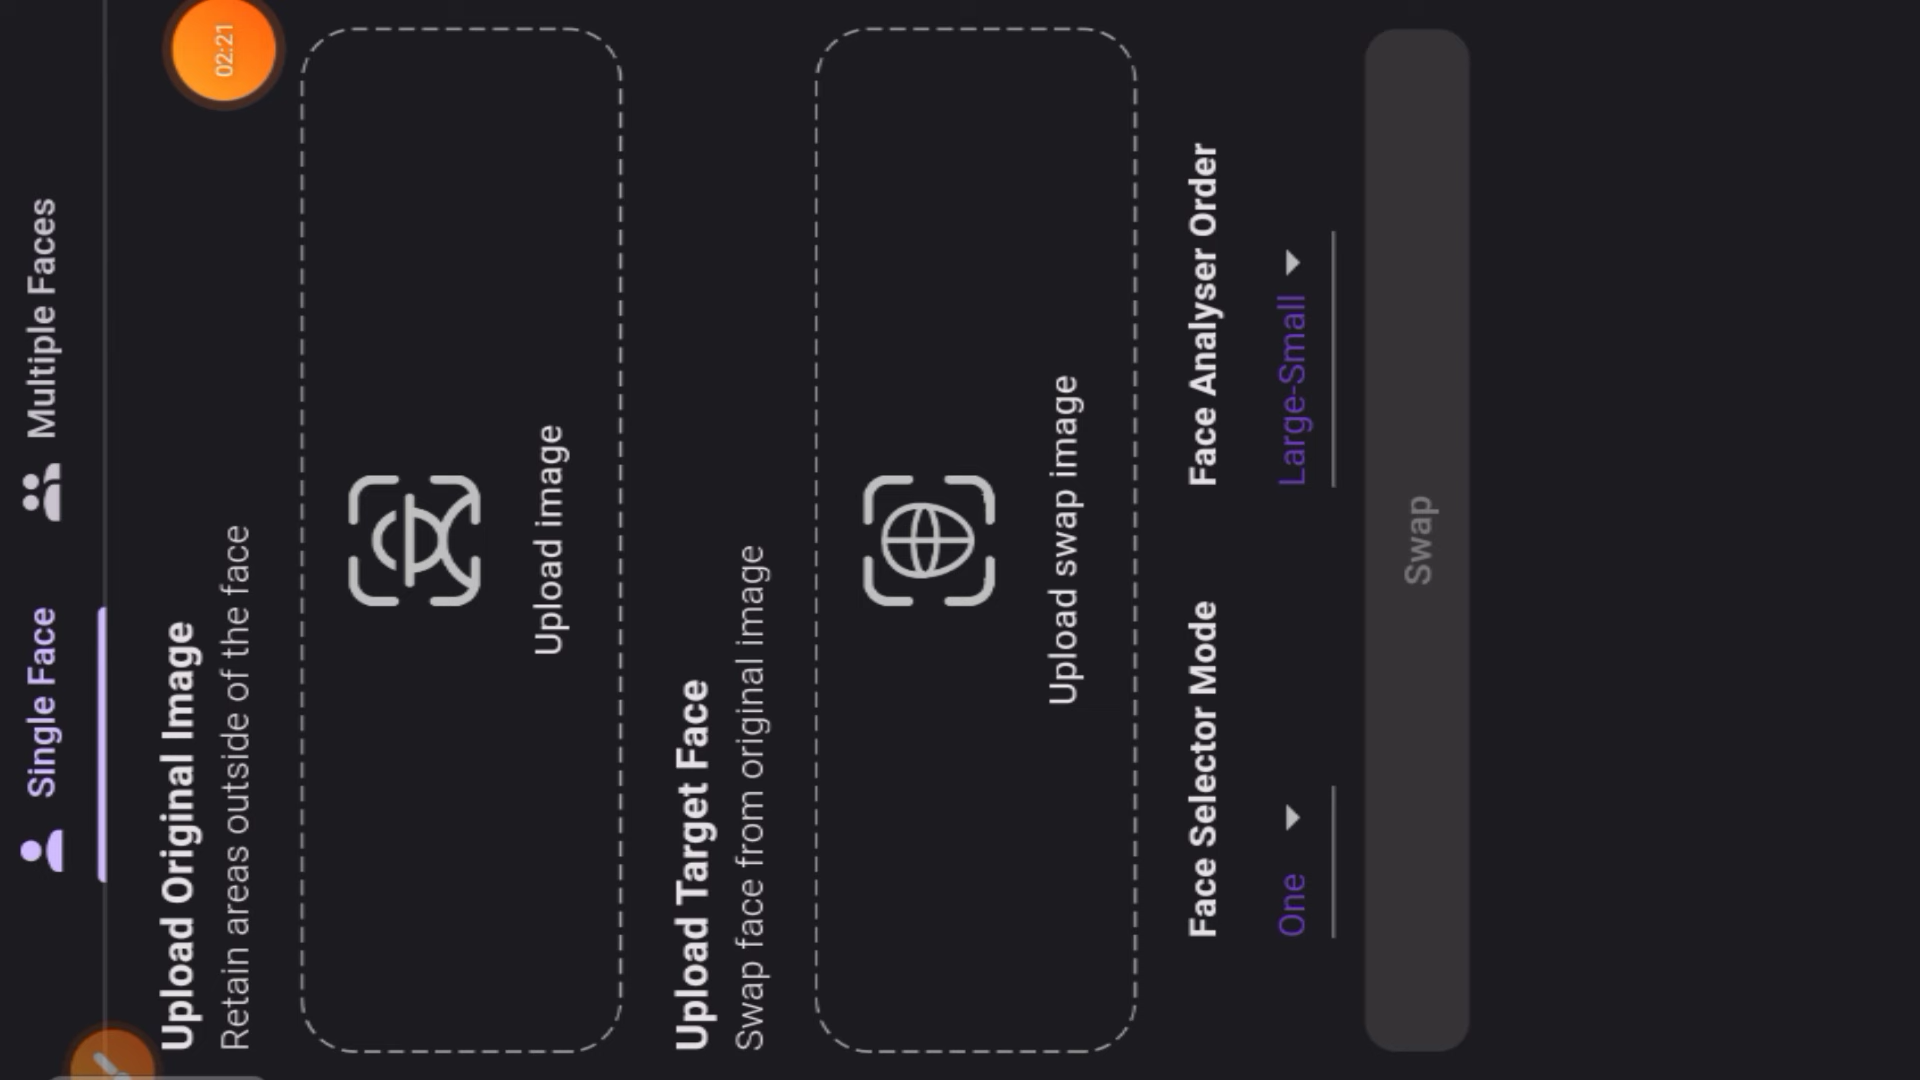 Single Face
Multiple Faces
02:21
Upload Original Image
Retain areas outside of the face
Upload image
Upload Target Face
Swap face from original image
Upload swap image
Face Selector Mode
Face Analyser Order
One
Large-Small
Swap